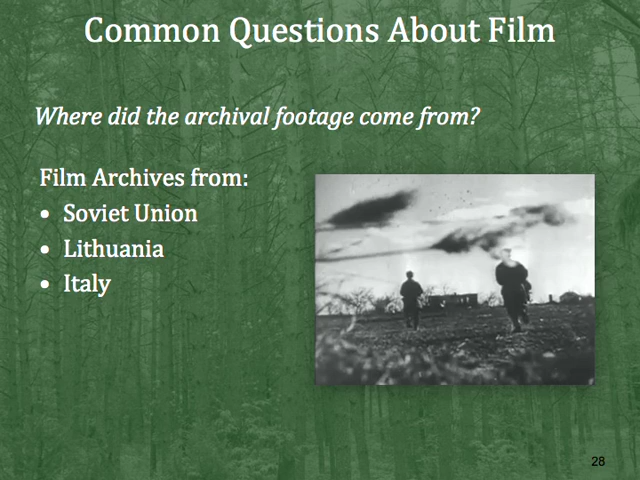 Common Questions About Film
Where did the archival footage come from?
Film Archives from:
• Soviet Union
• Lithuania
• Italy
28